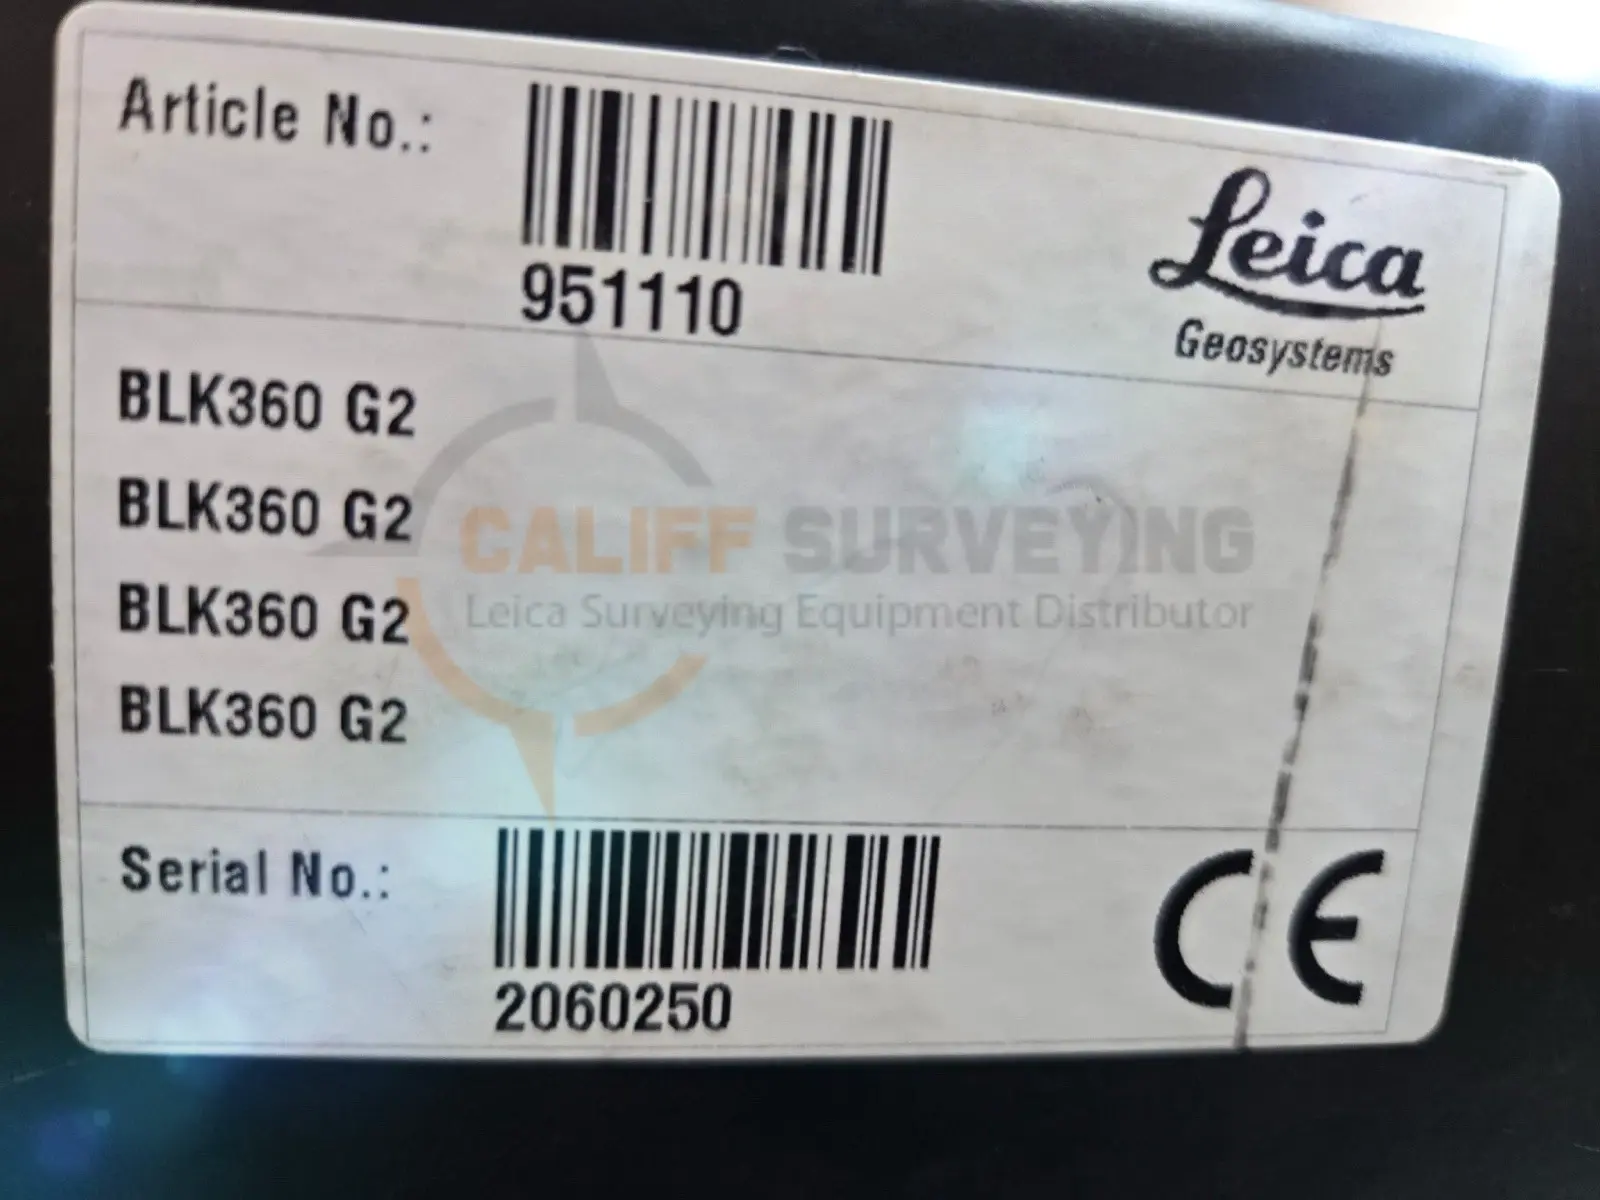 Article No.:
951110
Leica
Geosystems
BLK360 G2
BLK360 G2
BLK360 G2
BLK360 G2
CALIFF SURVEYING
Leica Surveying Equipment Distributor
Serial No.:
2060250
CE